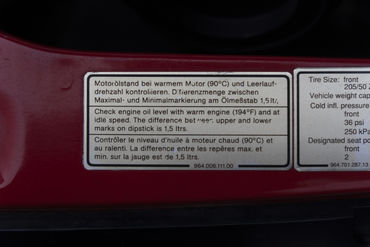 Motorölstand bei warmem Motor (90°C) und Leerlauf-
drehzahl kontrollieren. Differenzmenge zwischen
Maximal- und Minimalmarkierung am Ölmeßstab 1,5 ltr.
Check engine oil level with warm engine (194°F) and at
idle speed. The difference between upper and lower
marks on dipstick is 1,5 ltrs.
Contrôler le niveau d'huile à moteur chaud (90°C) et
au ralenti. La différence entre les repères max. et
min. sur la jauge est de 1,5 ltrs.
964.006.111.00
Tire Size: front
205/50
Vehicle weight cap
Cold infl. pressure
front
36 psi
250 kPa
Designated seat po
front
2
964.701.287.13